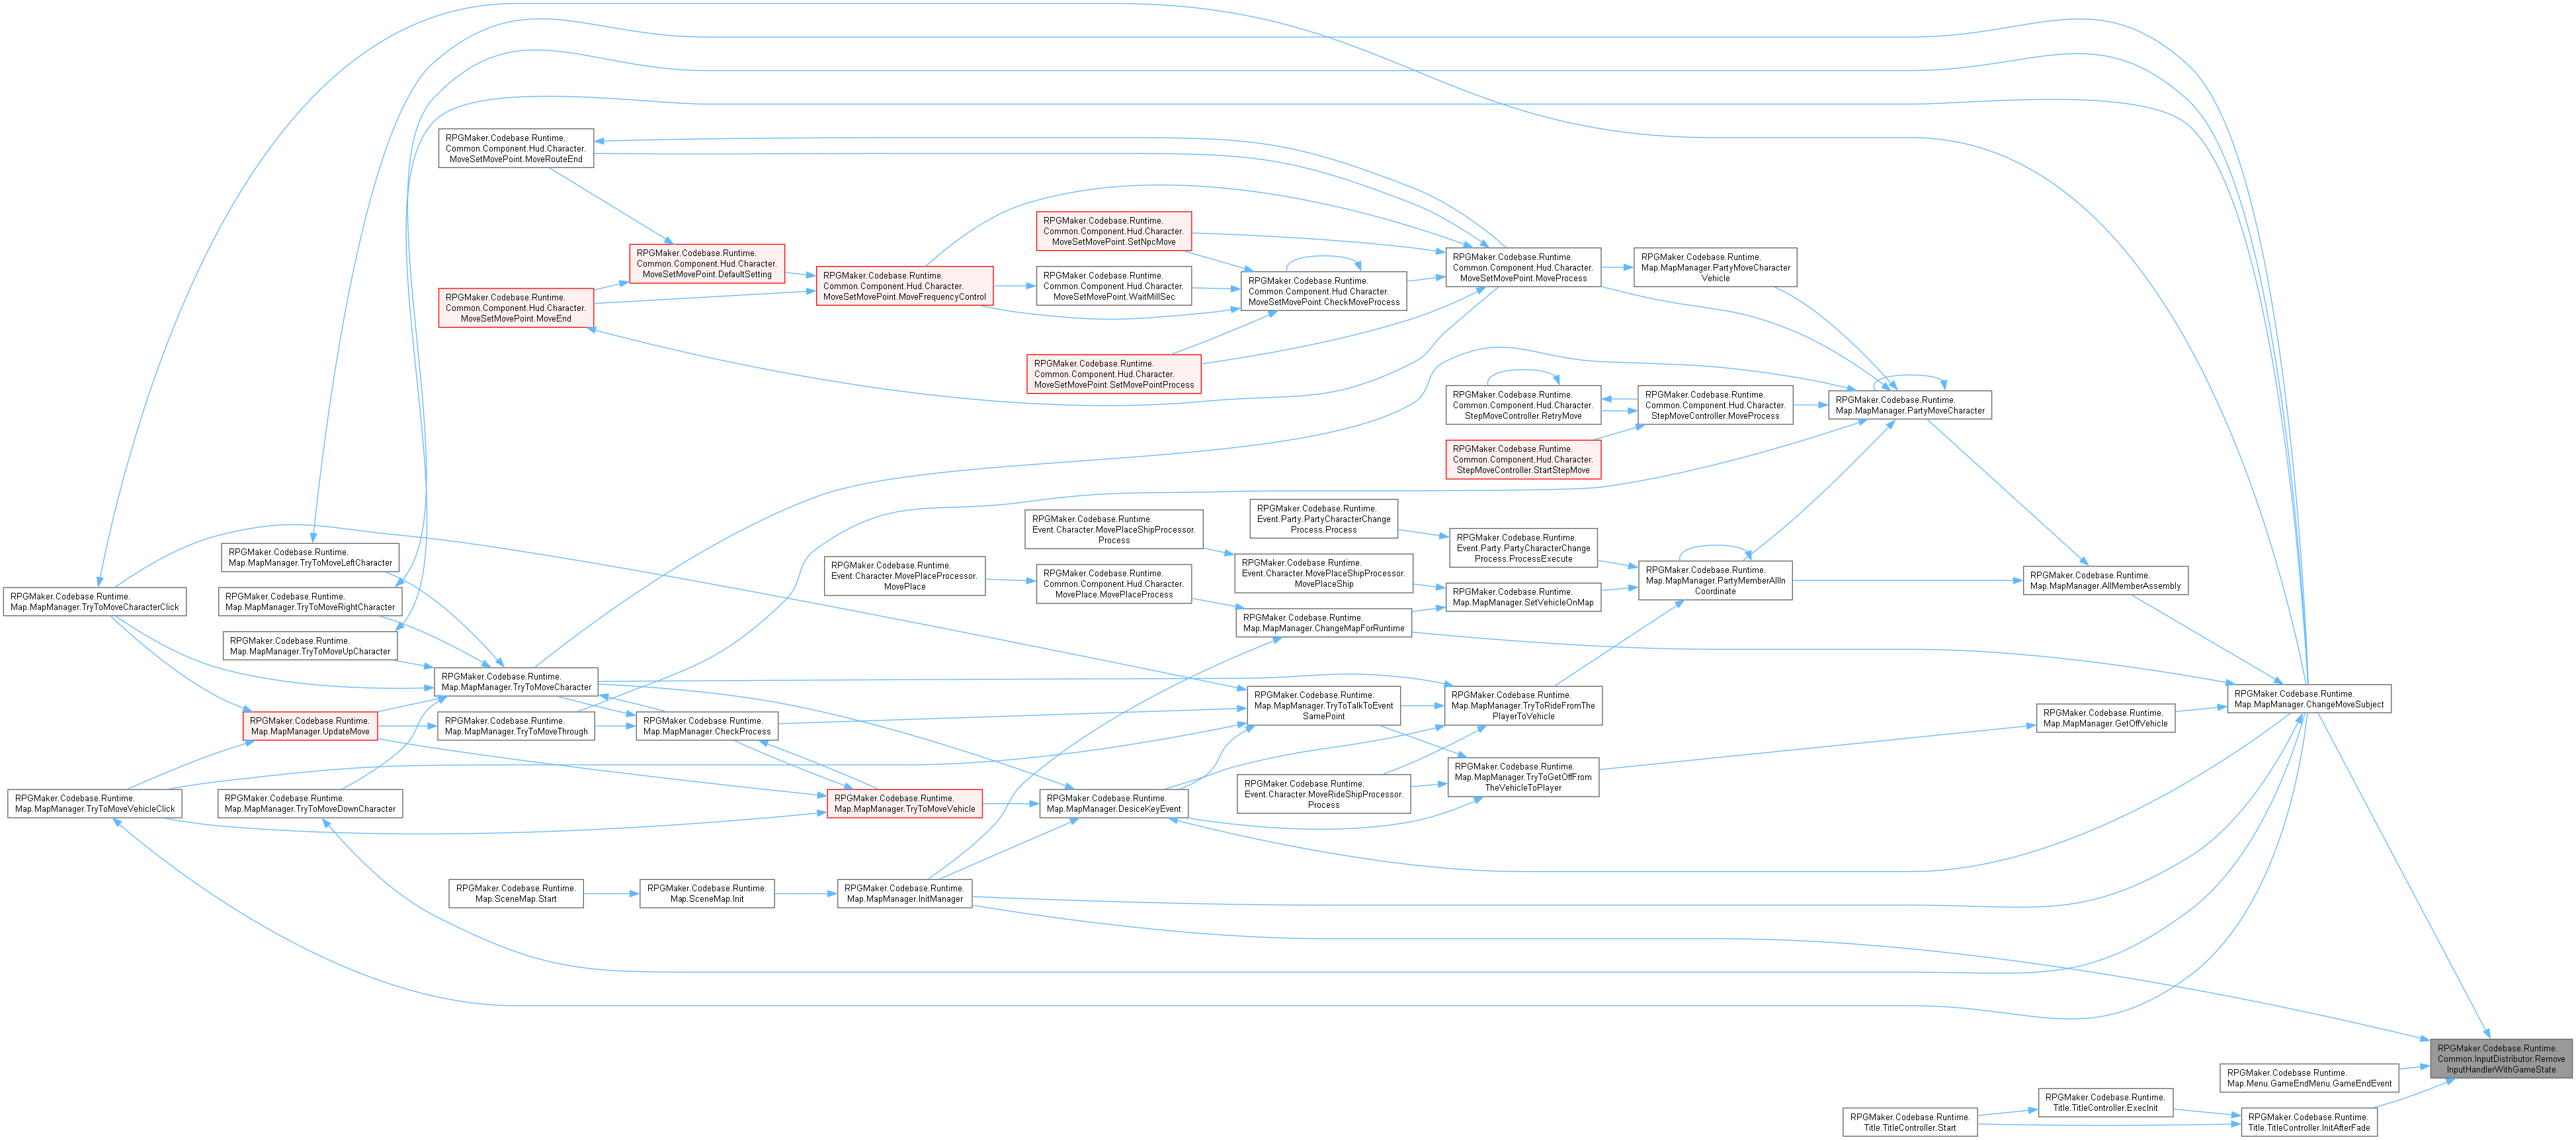 RPGMaker.Codebase.Runtime.
Common.Component.Hud.Character.
MoveSetMovePoint.MoveRouteEnd
RPGMaker.Codebase.Runtime.
Common.Component.Hud.Character.
MoveSetMovePoint.SetNpcMove
RPGMaker.Codebase.Runtime.
Common.Component.Hud.Character.
MoveSetMovePoint.DefaultSetting
RPGMaker.Codebase.Runtime.
Common.Component.Hud.Character.
MoveSetMovePoint.MoveProcess
RPGMaker.Codebase.Runtime.
Map.MapManager.PartyMoveCharacter
Vehicle
RPGMaker.Codebase.Runtime.
Common.Component.Hud.Character.
MoveSetMovePoint.MoveFrequencyControl
RPGMaker.Codebase.Runtime.
Common.Component.Hud.Character.
MoveSetMovePoint.WaitMillSec
RPGMaker.Codebase.Runtime.
Common.Component.Hud.Character.
MoveSetMovePoint.CheckMoveProcess
RPGMaker.Codebase.Runtime.
Common.Component.Hud.Character.
MoveSetMovePoint.MoveEnd
RPGMaker.Codebase.Runtime.
Common.Component.Hud.Character.
MoveSetMovePoint.SetMovePointProcess
RPGMaker.Codebase.Runtime.
Common.Component.Hud.Character.
StepMoveController.RetryMove
RPGMaker.Codebase.Runtime.
Common.Component.Hud.Character.
StepMoveController.MoveProcess
RPGMaker.Codebase.Runtime.
Map.MapManager.PartyMoveCharacter
RPGMaker.Codebase.Runtime.
Common.Component.Hud.Character.
StepMoveController.StartStepMove
RPGMaker.Codebase.Runtime.
Event.Party.PartyCharacterChange
Process.Process
RPGMaker.Codebase.Runtime.
Event.Character.MovePlaceShipProcessor.
Process
RPGMaker.Codebase.Runtime.
Event.Party.PartyCharacterChange
Process.ProcessExecute
RPGMaker.Codebase.Runtime.
Map.MapManager.TryToMoveLeftCharacter
RPGMaker.Codebase.Runtime.
Event.Character.MovePlaceProcessor.
MovePlace
RPGMaker.Codebase.Runtime.
Common.Component.Hud.Character.
MovePlace.MovePlaceProcess
RPGMaker.Codebase.Runtime.
Event.Character.MovePlaceShipProcessor.
MovePlaceShip
RPGMaker.Codebase.Runtime.
Map.MapManager.PartyMemberAllIn
Coordinate
RPGMaker.Codebase.Runtime.
Map.MapManager.AllMemberAssembly
RPGMaker.Codebase.Runtime.
Map.MapManager.TryToMoveCharacterClick
RPGMaker.Codebase.Runtime.
Map.MapManager.TryToMoveRightCharacter
RPGMaker.Codebase.Runtime.
Map.MapManager.SetVehicleOnMap
RPGMaker.Codebase.Runtime.
Map.MapManager.ChangeMapForRuntime
RPGMaker.Codebase.Runtime.
Map.MapManager.TryToMoveUpCharacter
RPGMaker.Codebase.Runtime.
Map.MapManager.TryToMoveCharacter
RPGMaker.Codebase.Runtime.
Map.MapManager.TryToTalkToEvent
SamePoint
RPGMaker.Codebase.Runtime.
Map.MapManager.TryToRideFromThe
PlayerToVehicle
RPGMaker.Codebase.Runtime.
Map.MapManager.ChangeMoveSubject
RPGMaker.Codebase.Runtime.
Map.MapManager.UpdateMove
RPGMaker.Codebase.Runtime.
Map.MapManager.TryToMoveThrough
RPGMaker.Codebase.Runtime.
Map.MapManager.CheckProcess
RPGMaker.Codebase.Runtime.
Map.MapManager.GetOffVehicle
RPGMaker.Codebase.Runtime.
Map.MapManager.TryToGetOffFrom
TheVehicleToPlayer
RPGMaker.Codebase.Runtime.
Event.Character.MoveRideShipProcessor.
Process
RPGMaker.Codebase.Runtime.
Map.MapManager.TryToMoveVehicleClick
RPGMaker.Codebase.Runtime.
Map.MapManager.TryToMoveDownCharacter
RPGMaker.Codebase.Runtime.
Map.MapManager.TryToMoveVehicle
RPGMaker.Codebase.Runtime.
Map.MapManager.DesiceKeyEvent
RPGMaker.Codebase.Runtime.
Map.SceneMap.Start
RPGMaker.Codebase.Runtime.
Map.SceneMap.Init
RPGMaker.Codebase.Runtime.
Map.MapManager.InitManager
RPGMaker.Codebase.Runtime.
Common.InputDistributor.Remove
InputHandlerWithGameState
RPGMaker.Codebase.Runtime.
Map.Menu.GameEndMenu.GameEndEvent
RPGMaker.Codebase.Runtime.
Title.TitleController.ExecInit
RPGMaker.Codebase.Runtime.
Title.TitleController.Start
RPGMaker.Codebase.Runtime.
Title.TitleController.InitAfterFade